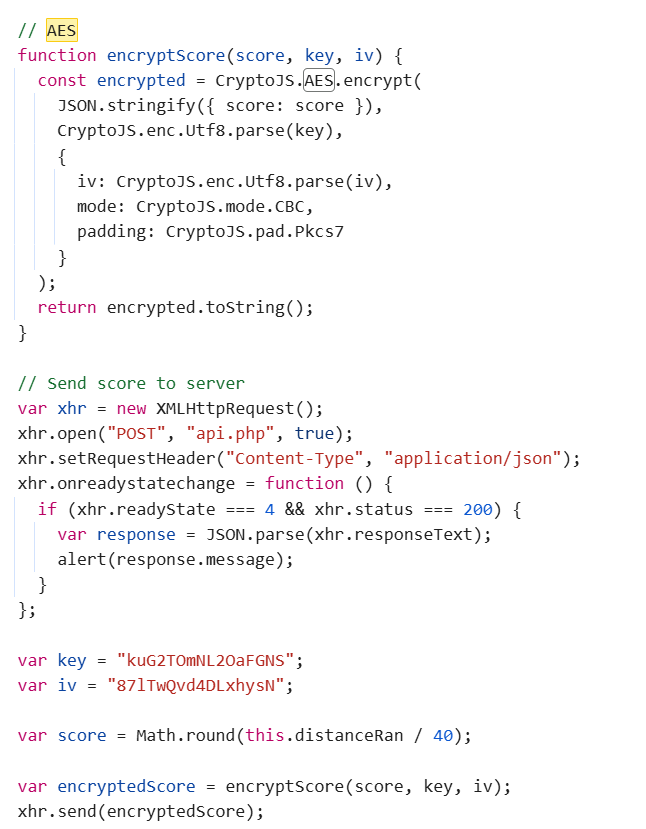 // AES
function encryptScore(score, key, iv) {
const encrypted = CryptoJS.AES.encrypt(
JSON.stringify({ score: score }),
CryptoJS.enc.Utf8.parse(key),
{
iv: CryptoJS.enc.Utf8.parse(iv),
mode: CryptoJS.mode.CBC,
padding: CryptoJS.pad.Pkcs7
}
);
return encrypted.toString();
}
// Send score to server
var xhr = new XMLHttpRequest();
xhr.open("POST", "api.php", true);
xhr.setRequestHeader("Content-Type", "application/json");
xhr.onreadystatechange = function () {
if (xhr.readyState === 4 && xhr.status === 200) {
var response = JSON.parse(xhr.responseText);
alert(response.message);
}
};
var key = "kuG2TOmNL2OaFGNS";
var iv = "87lTwQvd4DLxhysN";
var score = Math.round(this.distanceRan / 40);
var encryptedScore = encryptScore(score, key, iv);
xhr.send(encryptedScore);